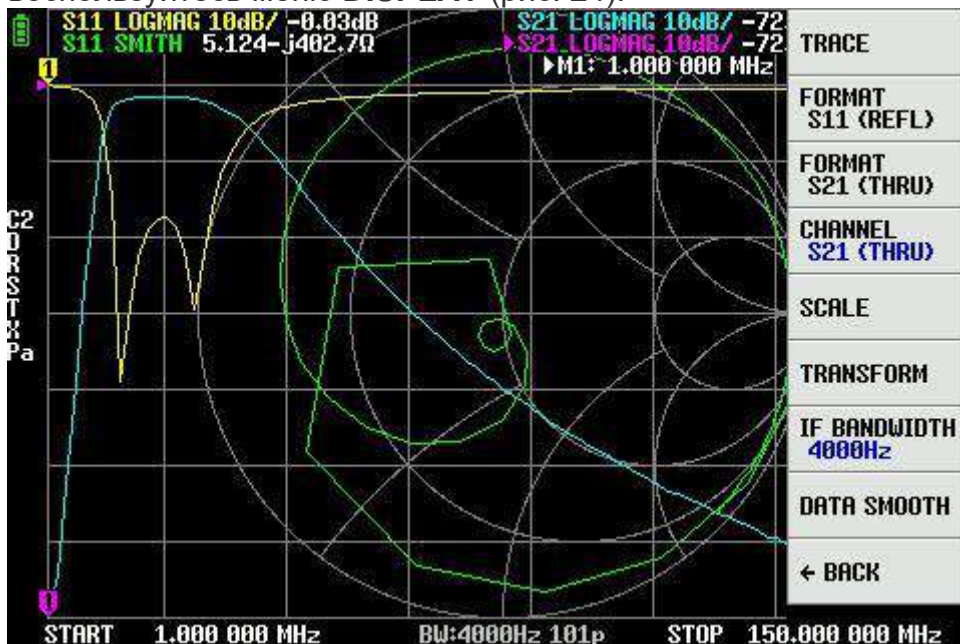 S11 LOGMAG 10dB/ -0.03dB
S11 SMITH 5.124-j402.7Ω
S21 LOGMAG 10dB/ -72.
S21 LOGMAG 10dB/ -72.
M1: 1.000 000 MHz
1
C2
D
R
S
T
X
Pa
1
TRACE
FORMAT
S11 (REFL)
FORMAT
S21 (THRU)
CHANNEL
S21 (THRU)
SCALE
TRANSFORM
IF BANDWIDTH
4000Hz
DATA SMOOTH
← BACK
START 1.000 000 MHz BW:4000Hz 101p STOP 150.000 000 MHz